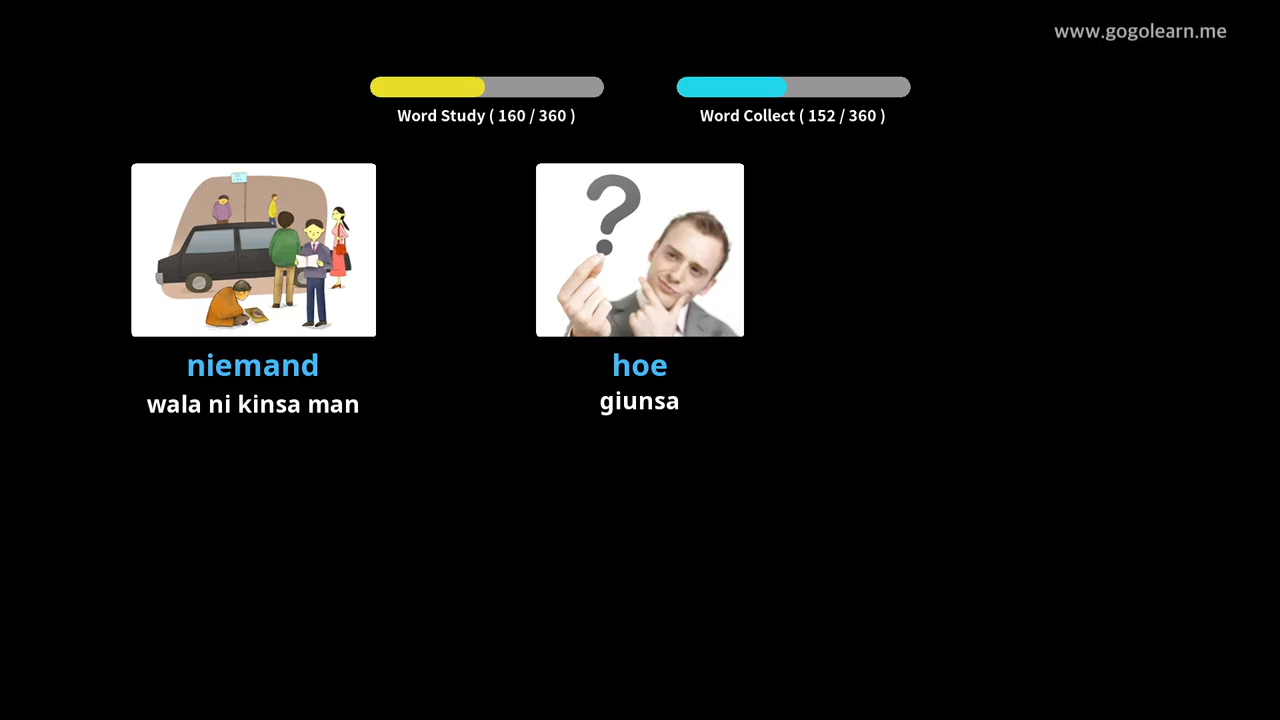 www.gogolearn.me
Word Study ( 160 / 360 )
Word Collect ( 152 / 360 )
niemand
wala ni kinsa man
hoe
giunsa